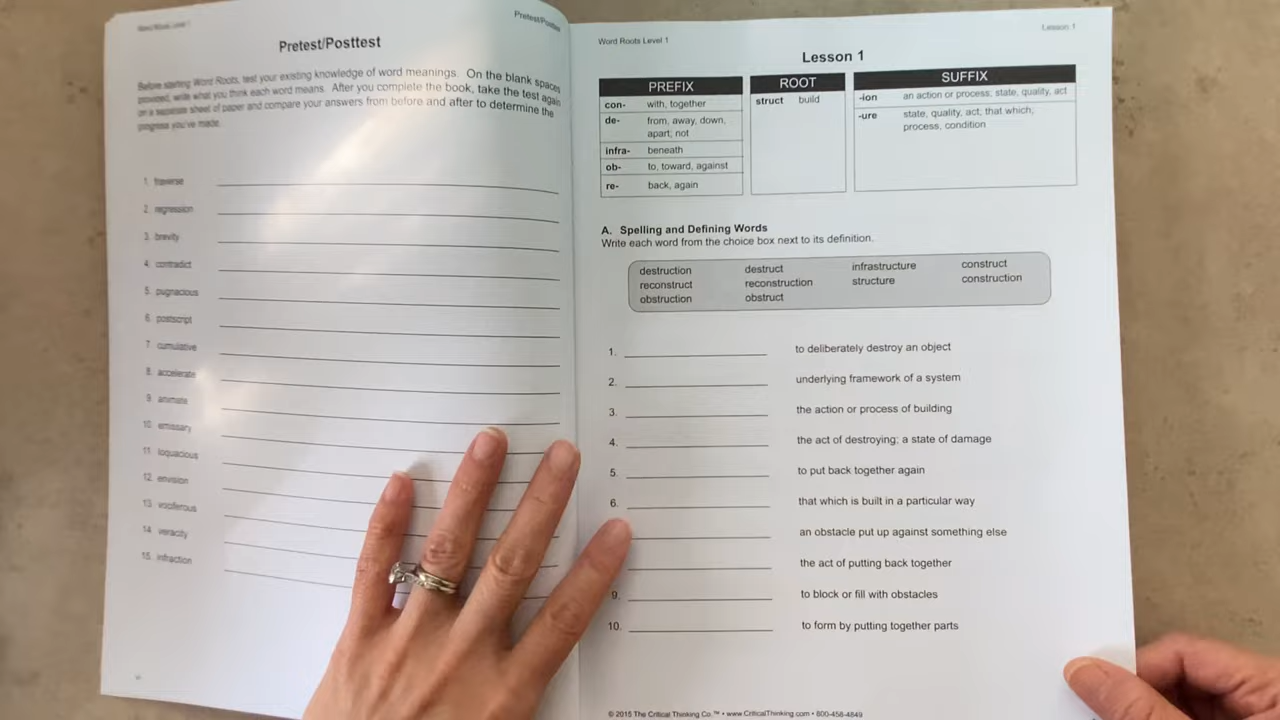 Pretest/Posttest
Pretest/Posttest
Before starting Word Roots, test your existing knowledge of word meanings. On the blank spaces
provided, write what you think each word means. After you complete the book, take the test again
on a separate sheet of paper and compare your answers from before and after to determine the
progress you've made.
1. traverse
2. regression
3. brevity
4. contradict
5. pugnacious
6. postscript
7. cumulative
8. accelerate
9. animate
10. emissary
11. loquacious
12. envision
13. vociferous
14. veracity
15. infraction
vi
Word Roots Level 1
Lesson 1
Lesson 1
PREFIX
con- with, together
de- from, away, down,
apart; not
infra- beneath
ob- to, toward, against
re- back, again
ROOT
struct build
SUFFIX
-ion an action or process; state, quality, act
-ure state, quality, act; that which;
process, condition
A. Spelling and Defining Words
Write each word from the choice box next to its definition.
destruction destruct infrastructure construct
reconstruct reconstruction structure construction
obstruction obstruct
1. to deliberately destroy an object
2. underlying framework of a system
3. the action or process of building
4. the act of destroying; a state of damage
5. to put back together again
6. that which is built in a particular way
an obstacle put up against something else
the act of putting back together
9. to block or fill with obstacles
10. to form by putting together parts
© 2015 The Critical Thinking Co.™ • www.CriticalThinking.com • 800-458-4849